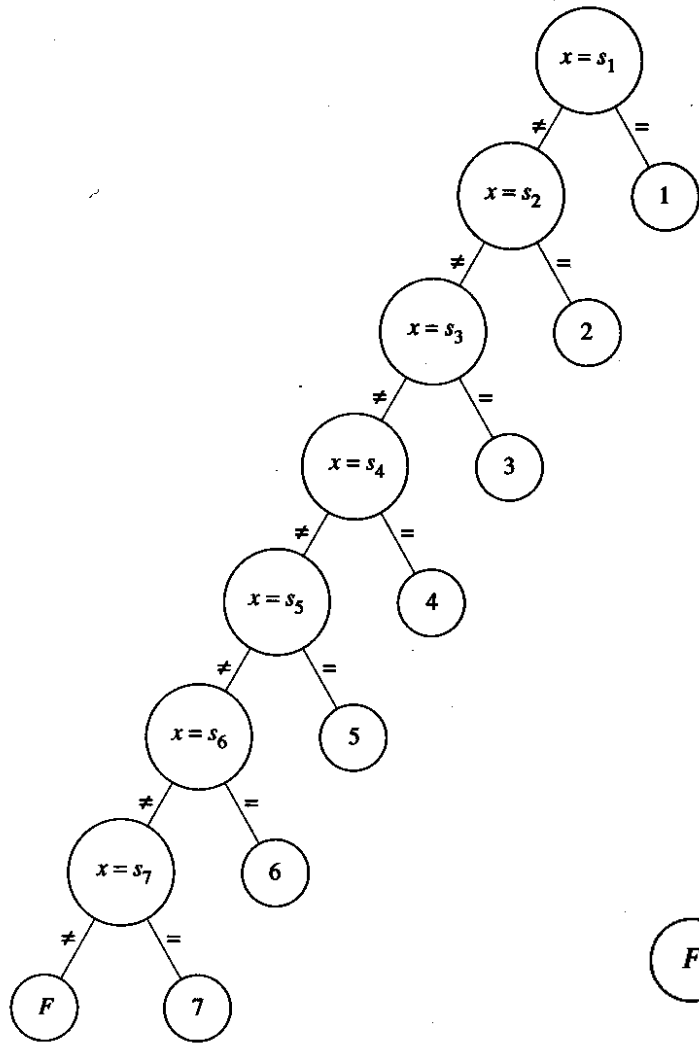 x = s1
≠ =
x = s2 1
≠ =
x = s3 2
≠ =
x = s4 3
≠ =
x = s5 4
≠ =
x = s6 5
≠ =
x = s7 6
≠ =
F 7
F